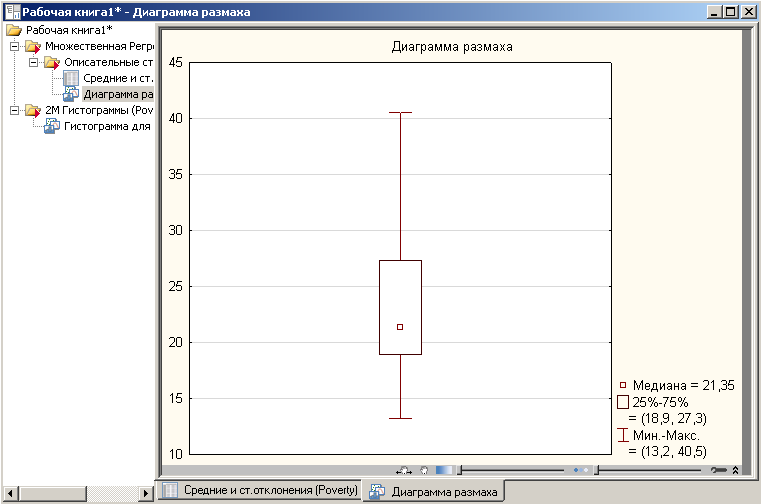 Рабочая книга1* - Диаграмма размаха
Рабочая книга1*
Множественная Регр
Описательные ст
Средние и ст.
Диаграмма ра
2М Гистограммы (Pov
Гистограмма для
Диаграмма размаха
45
40
35
30
25
20
15
10
Медиана = 21,35
25%-75%
= (18,9, 27,3)
Мин.-Макс.
= (13,2, 40,5)
Средние и ст.отклонения (Poverty)
Диаграмма размаха